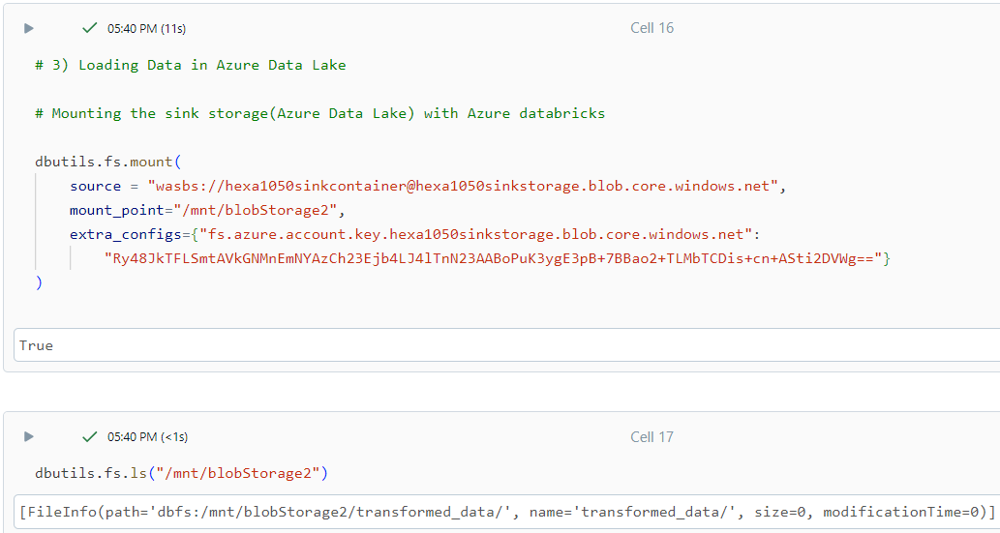 05:40 PM (11s)
Cell 16
# 3) Loading Data in Azure Data Lake
# Mounting the sink storage(Azure Data Lake) with Azure databricks
dbutils.fs.mount(
source = "wasbs://hexa1050sinkcontainer@hexa1050sinkstorage.blob.core.windows.net",
mount_point="/mnt/blobStorage2",
extra_configs={"fs.azure.account.key.hexa1050sinkstorage.blob.core.windows.net":
"Ry48JkTFLSmtAVkGNMnEmNYAzCh23Ejb4LJ4lTnN23AABoPuK3ygE3pB+7BBao2+TLMbTCDis+cn+ASti2DVWg=="}
)
True
05:40 PM (<1s)
Cell 17
dbutils.fs.ls("/mnt/blobStorage2")
[FileInfo(path='dbfs:/mnt/blobStorage2/transformed_data/', name='transformed_data/', size=0, modificationTime=0)]